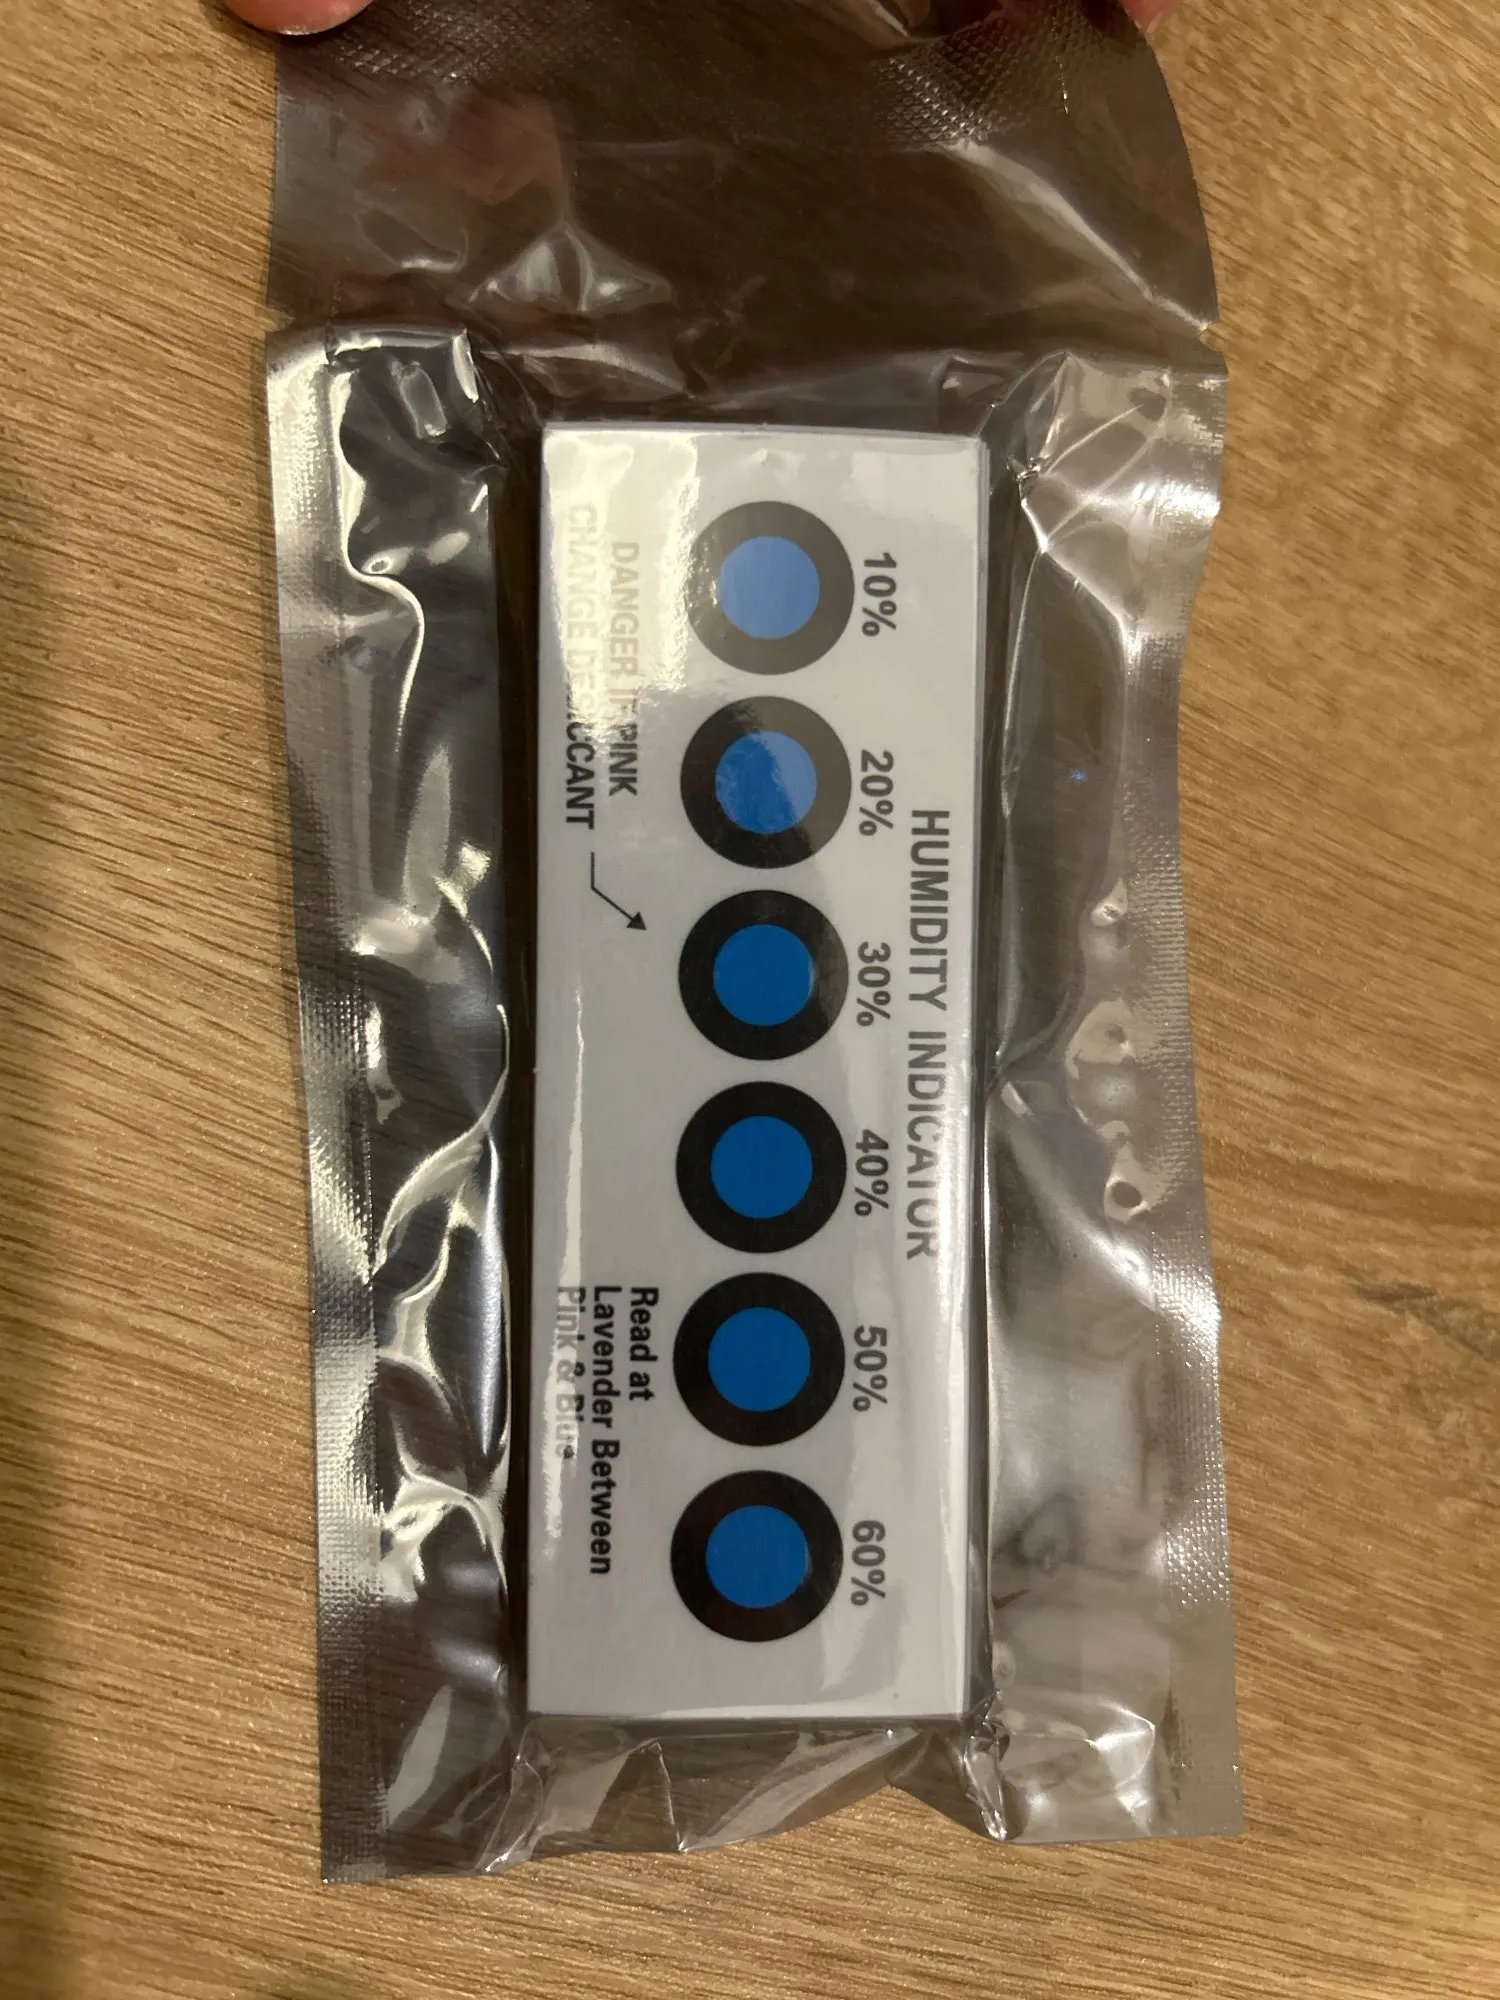 HUMIDITY INDICATOR
10% 20% 30% 40% 50% 60%
DANGER IF PINK
CHANGE DESICCANT
Read at
Lavender Between
Pink & Blue